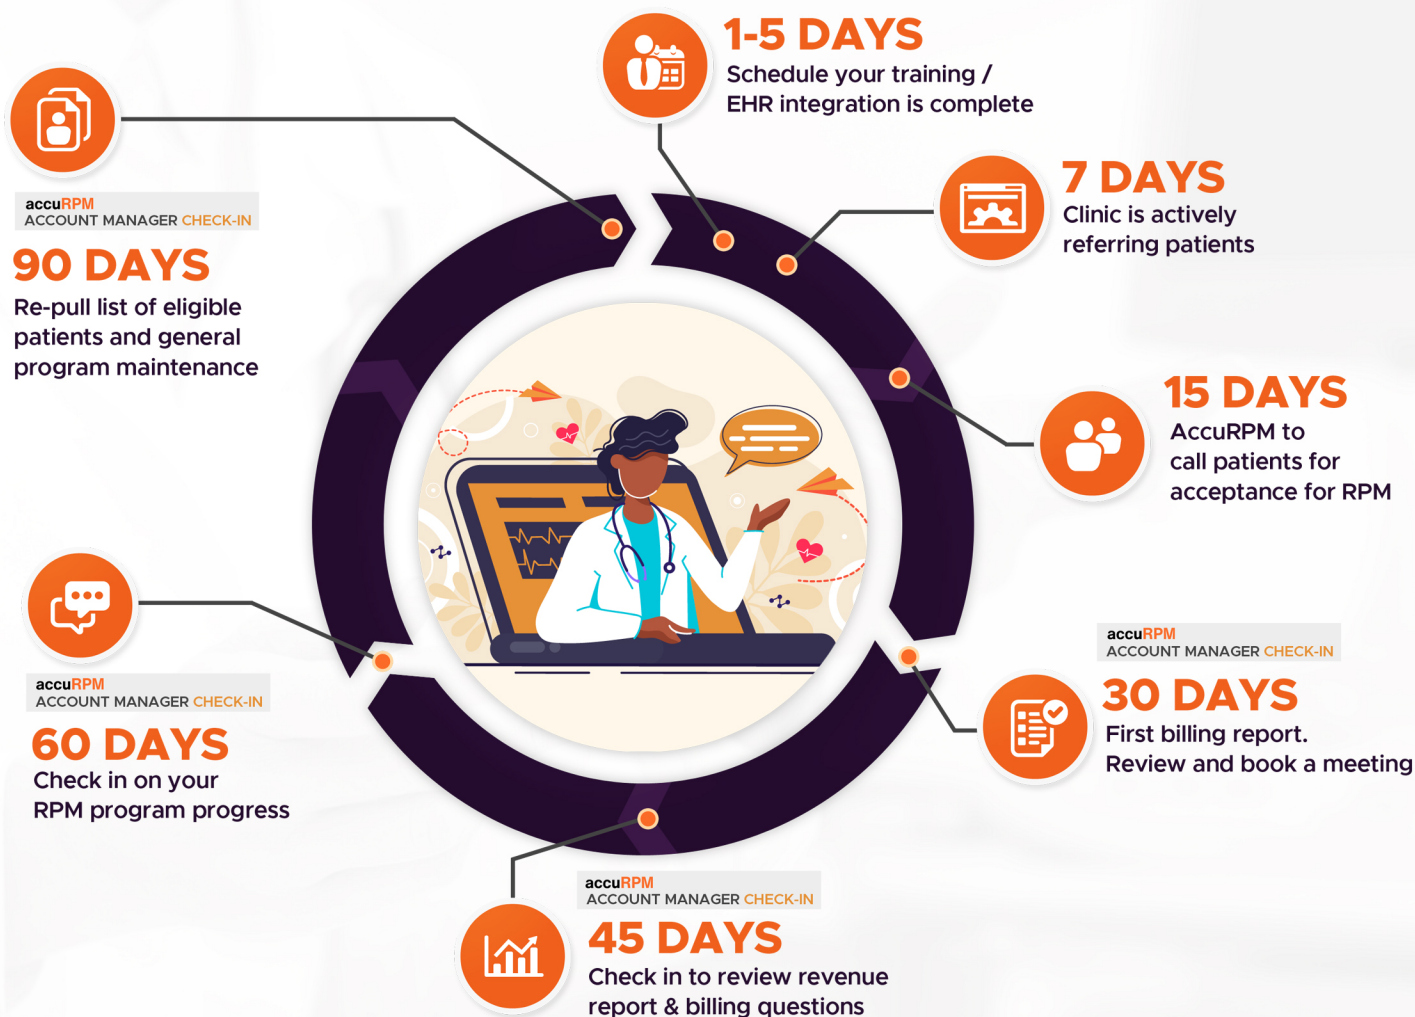 1-5 DAYS
Schedule your training /
EHR integration is complete
7 DAYS
Clinic is actively
referring patients
15 DAYS
AccuRPM to
call patients for
acceptance for RPM
accuRPM
ACCOUNT MANAGER CHECK-IN
30 DAYS
First billing report.
Review and book a meeting
accuRPM
ACCOUNT MANAGER CHECK-IN
45 DAYS
Check in to review revenue
report & billing questions
accuRPM
ACCOUNT MANAGER CHECK-IN
60 DAYS
Check in on your
RPM program progress
accuRPM
ACCOUNT MANAGER CHECK-IN
90 DAYS
Re-pull list of eligible
patients and general
program maintenance